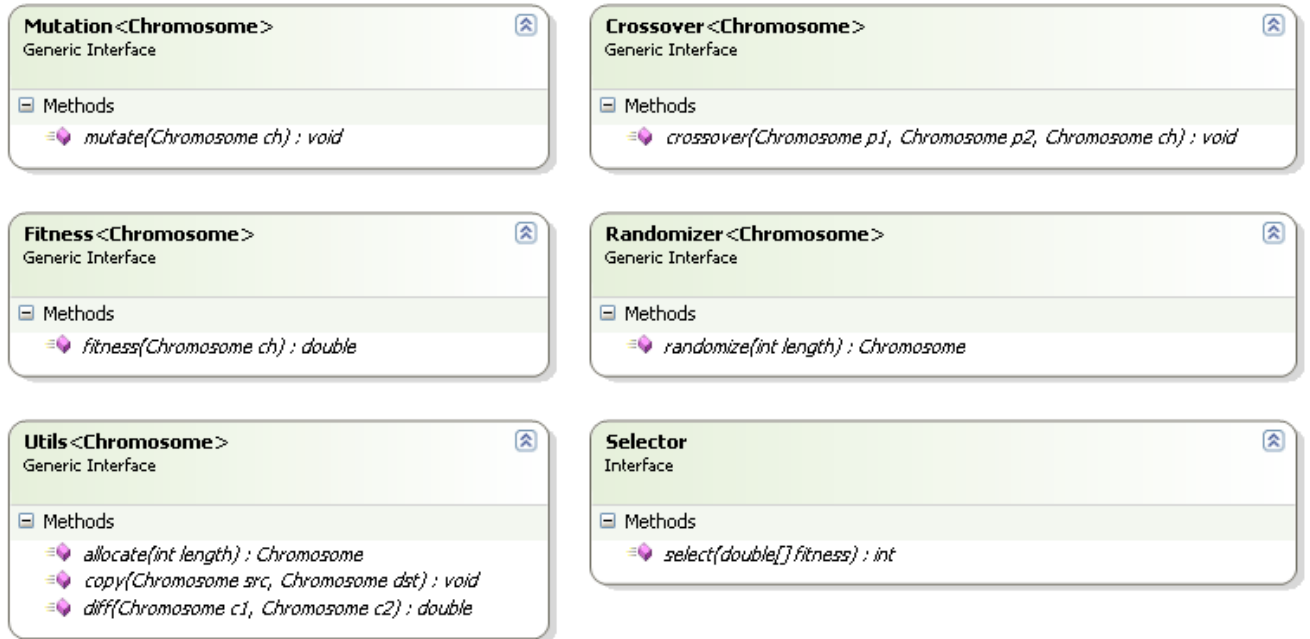 Mutation<Chromosome>
Generic Interface
Methods
mutate(Chromosome ch) : void
Crossover<Chromosome>
Generic Interface
Methods
crossover(Chromosome p1, Chromosome p2, Chromosome ch) : void
Fitness<Chromosome>
Generic Interface
Methods
fitness(Chromosome ch) : double
Randomizer<Chromosome>
Generic Interface
Methods
randomize(int length) : Chromosome
Utils<Chromosome>
Generic Interface
Methods
allocate(int length) : Chromosome
copy(Chromosome src, Chromosome dst) : void
diff(Chromosome c1, Chromosome c2) : double
Selector
Interface
Methods
select(double[] fitness) : int